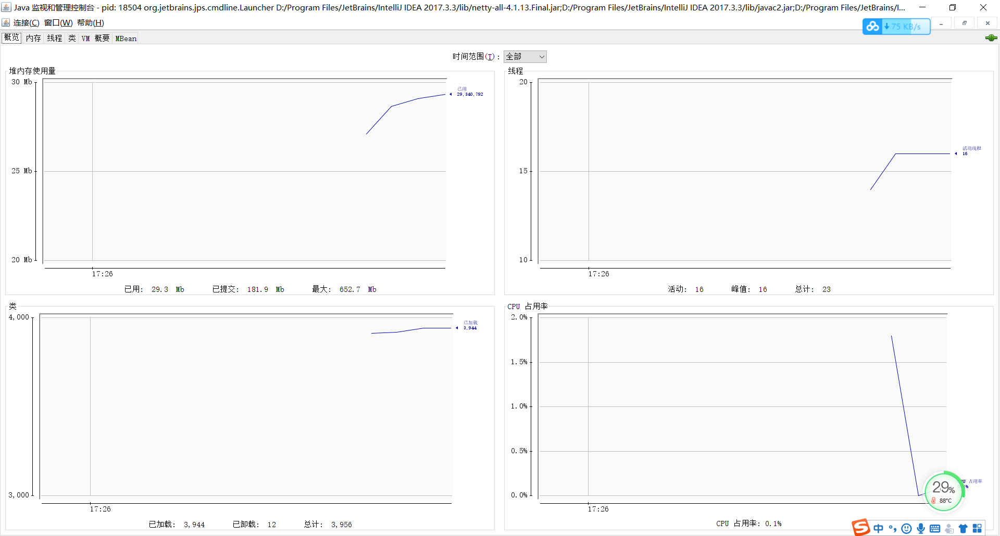 Java 监视和管理控制台 - pid: 18504 org.jetbrains.jps.cmdline.Launcher D:/Program Files/JetBrains/IntelliJ IDEA 2017.3.3/lib/netty-all-4.1.13.Final.jar;D:/Program Files/JetBrains/IntelliJ IDEA 2017.3.3/lib/javac2.jar;D:/Program Files/JetBrains/I...
连接(C) 窗口(W) 帮助(H)
75 KB/s
概览 内存 线程 类 VM 概要 MBean
时间范围(T): 全部
堆内存使用量
30 Mb
25 Mb
20 Mb
已用
29,340,792
17:26
已用: 29.3 Mb 已提交: 181.9 Mb 最大: 652.7 Mb
线程
20
15
10
活动线程
16
17:26
活动: 16 峰值: 16 总计: 23
类
4,000
3,000
已加载
3,944
17:26
已加载: 3,944 已卸载: 12 总计: 3,956
CPU 占用率
2.0%
1.5%
1.0%
0.5%
0.0%
占用率
17:26
CPU 占用率: 0.1%
29%
88°C
中